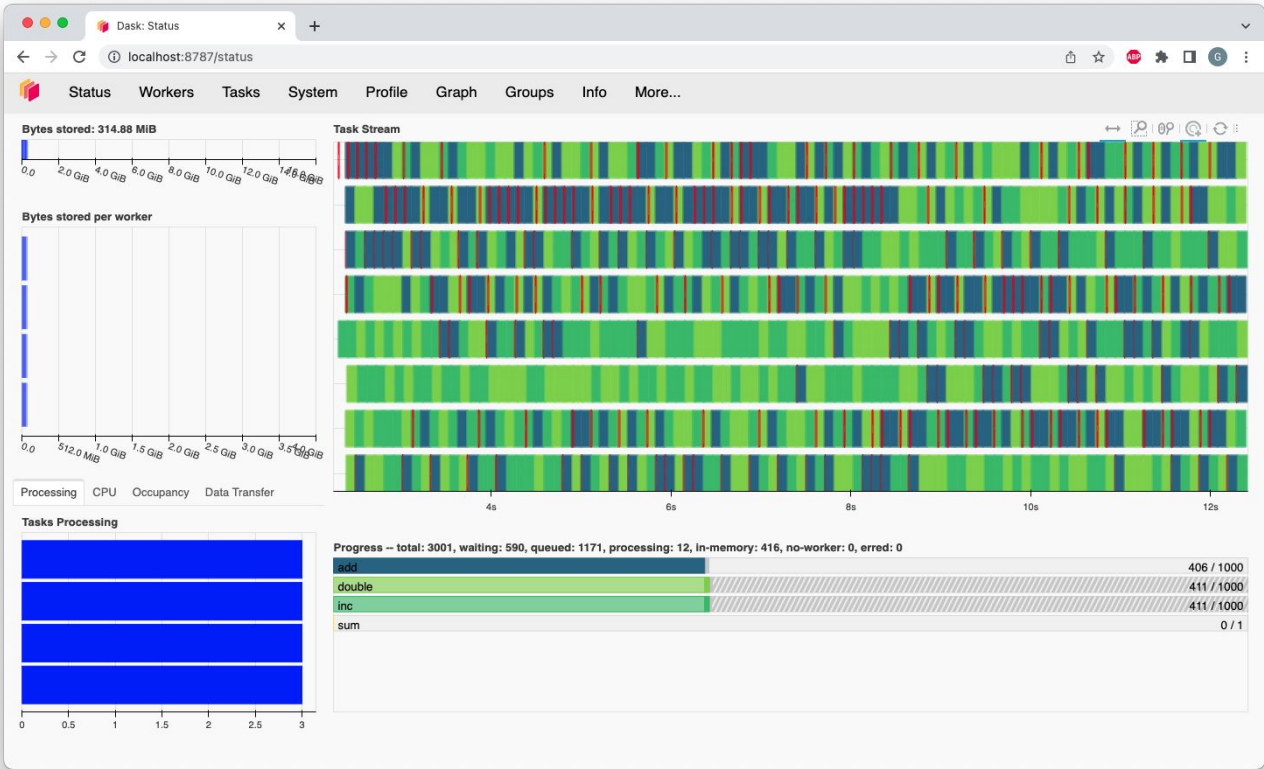 Dask: Status
localhost:8787/status
ABP
G
Status Workers Tasks System Profile Graph Groups Info More...
Bytes stored: 314.88 MiB
0.0 2.0 GiB 4.0 GiB 6.0 GiB 8.0 GiB 10.0 GiB 12.0 GiB
Bytes stored per worker
0.0 512.0 MiB 1.0 GiB 1.5 GiB 2.0 GiB 2.5 GiB 3.0 GiB
Processing CPU Occupancy Data Transfer
Tasks Processing
0 0.5 1 1.5 2 2.5 3
Task Stream
4s 6s 8s 10s 12s
Progress -- total: 3001, waiting: 590, queued: 1171, processing: 12, in-memory: 416, no-worker: 0, erred: 0
add 406 / 1000
double 411 / 1000
inc 411 / 1000
sum 0 / 1